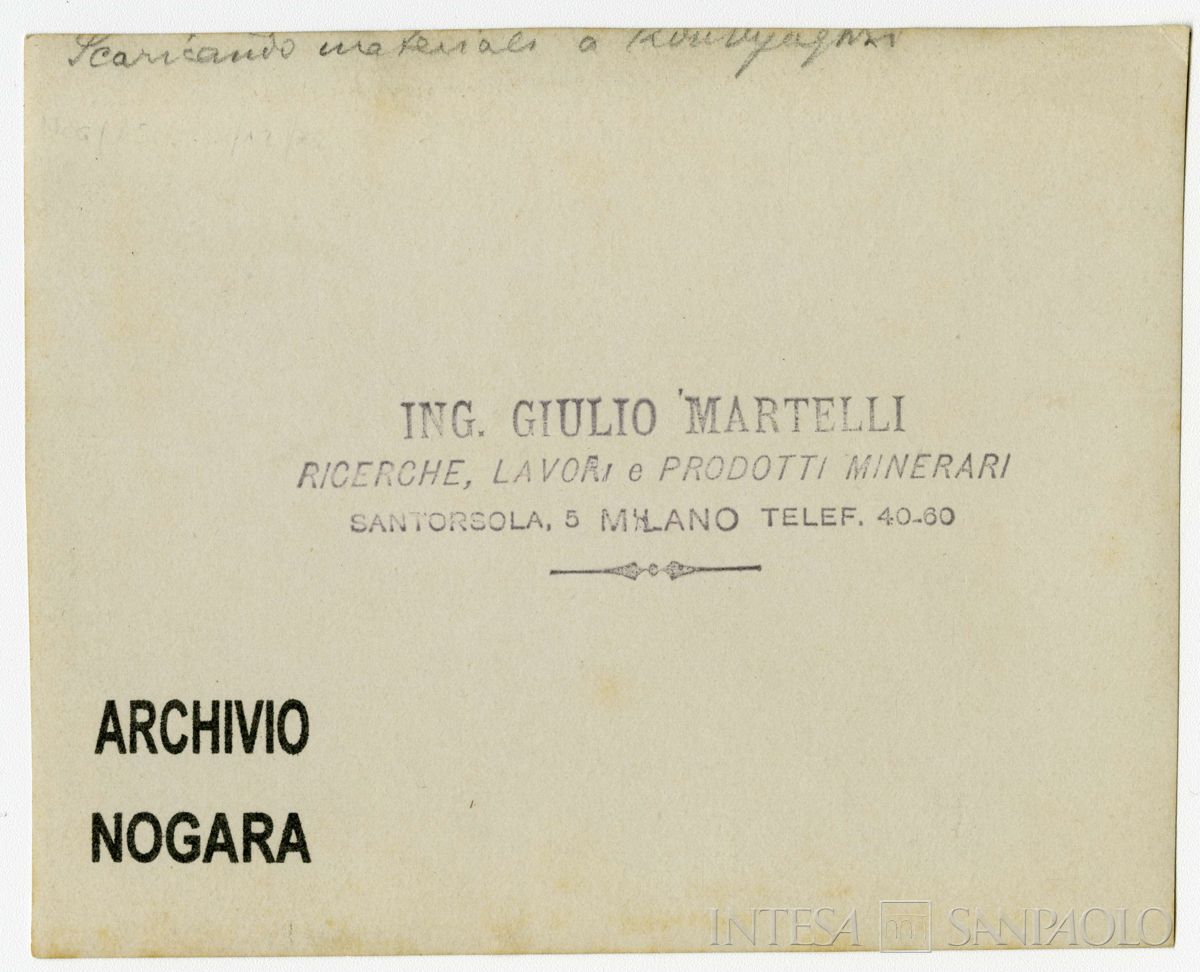 Scaricando materiali a
ING. GIULIO MARTELLI
RICERCHE, LAVORI e PRODOTTI MINERARI
SANTORSOLA, 5 MILANO TELEF. 40-60
ARCHIVIO
NOGARA
INTESA m SANPAOLO